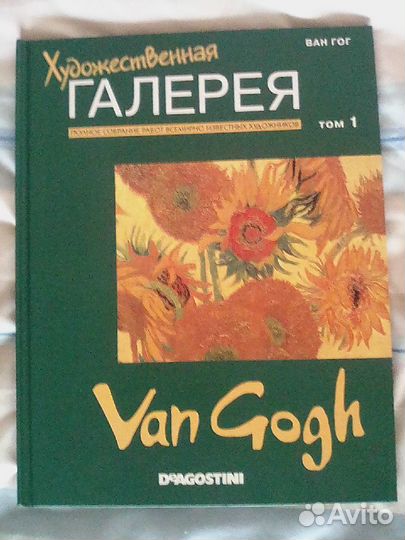 Художественная
ВАН ГОГ
ГАЛЕРЕЯ
ПОЛНОЕ СОБРАНИЕ РАБОТ ВСЕМИРНО ИЗВЕСТНЫХ ХУДОЖНИКОВ
ТОМ 1
Van Gogh
DeAGOSTINI
Avito